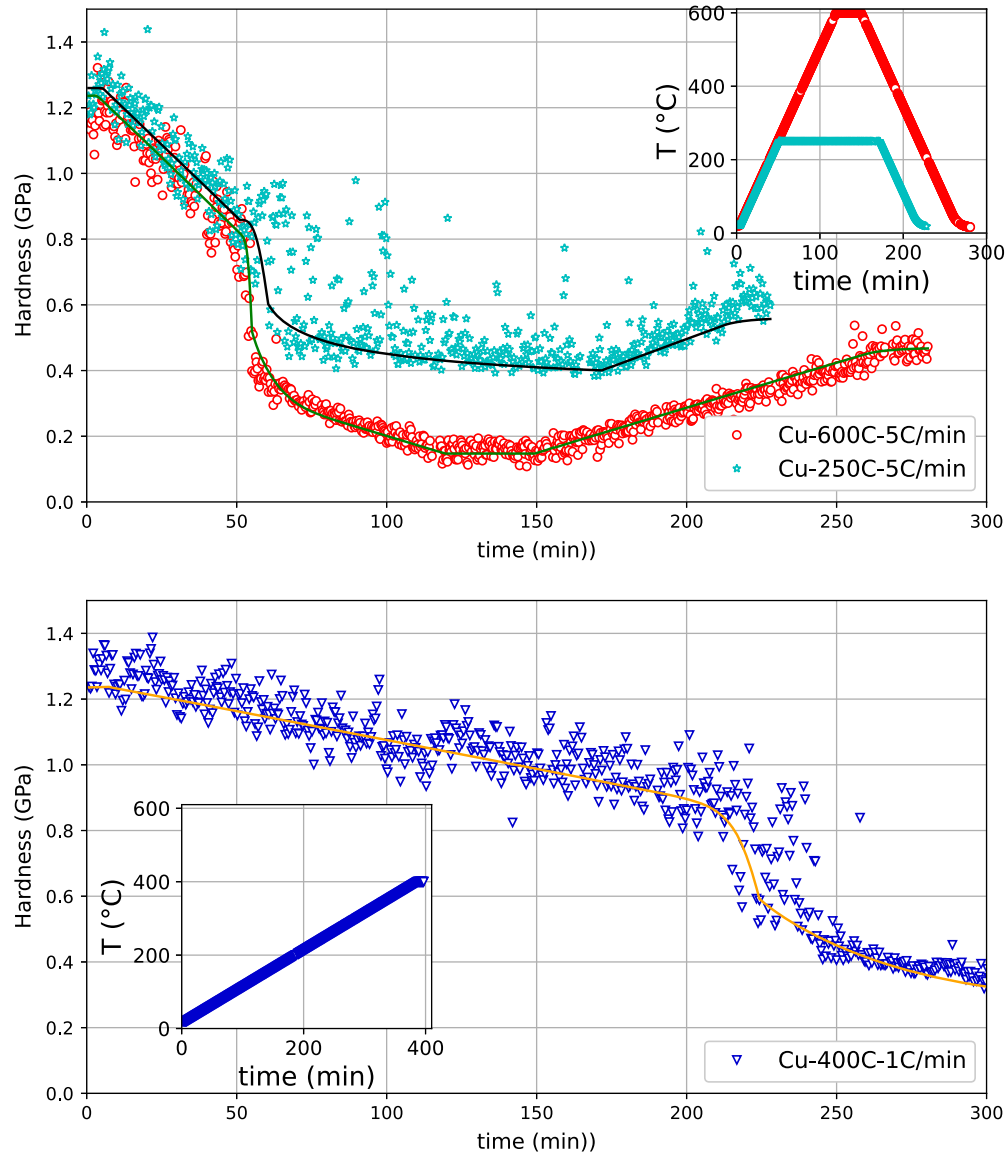 Hardness (GPa)
1.4
1.2
1.0
0.8
0.6
0.4
0.2
0.0
0 50 100 150 200 250 300
time (min))
T (°C)
600
400
200
0
0 100 200 300
time (min)
Cu-600C-5C/min
Cu-250C-5C/min
Hardness (GPa)
1.4
1.2
1.0
0.8
0.6
0.4
0.2
0.0
0 50 100 150 200 250 300
time (min))
T (°C)
600
400
200
0
0 200 400
time (min)
Cu-400C-1C/min